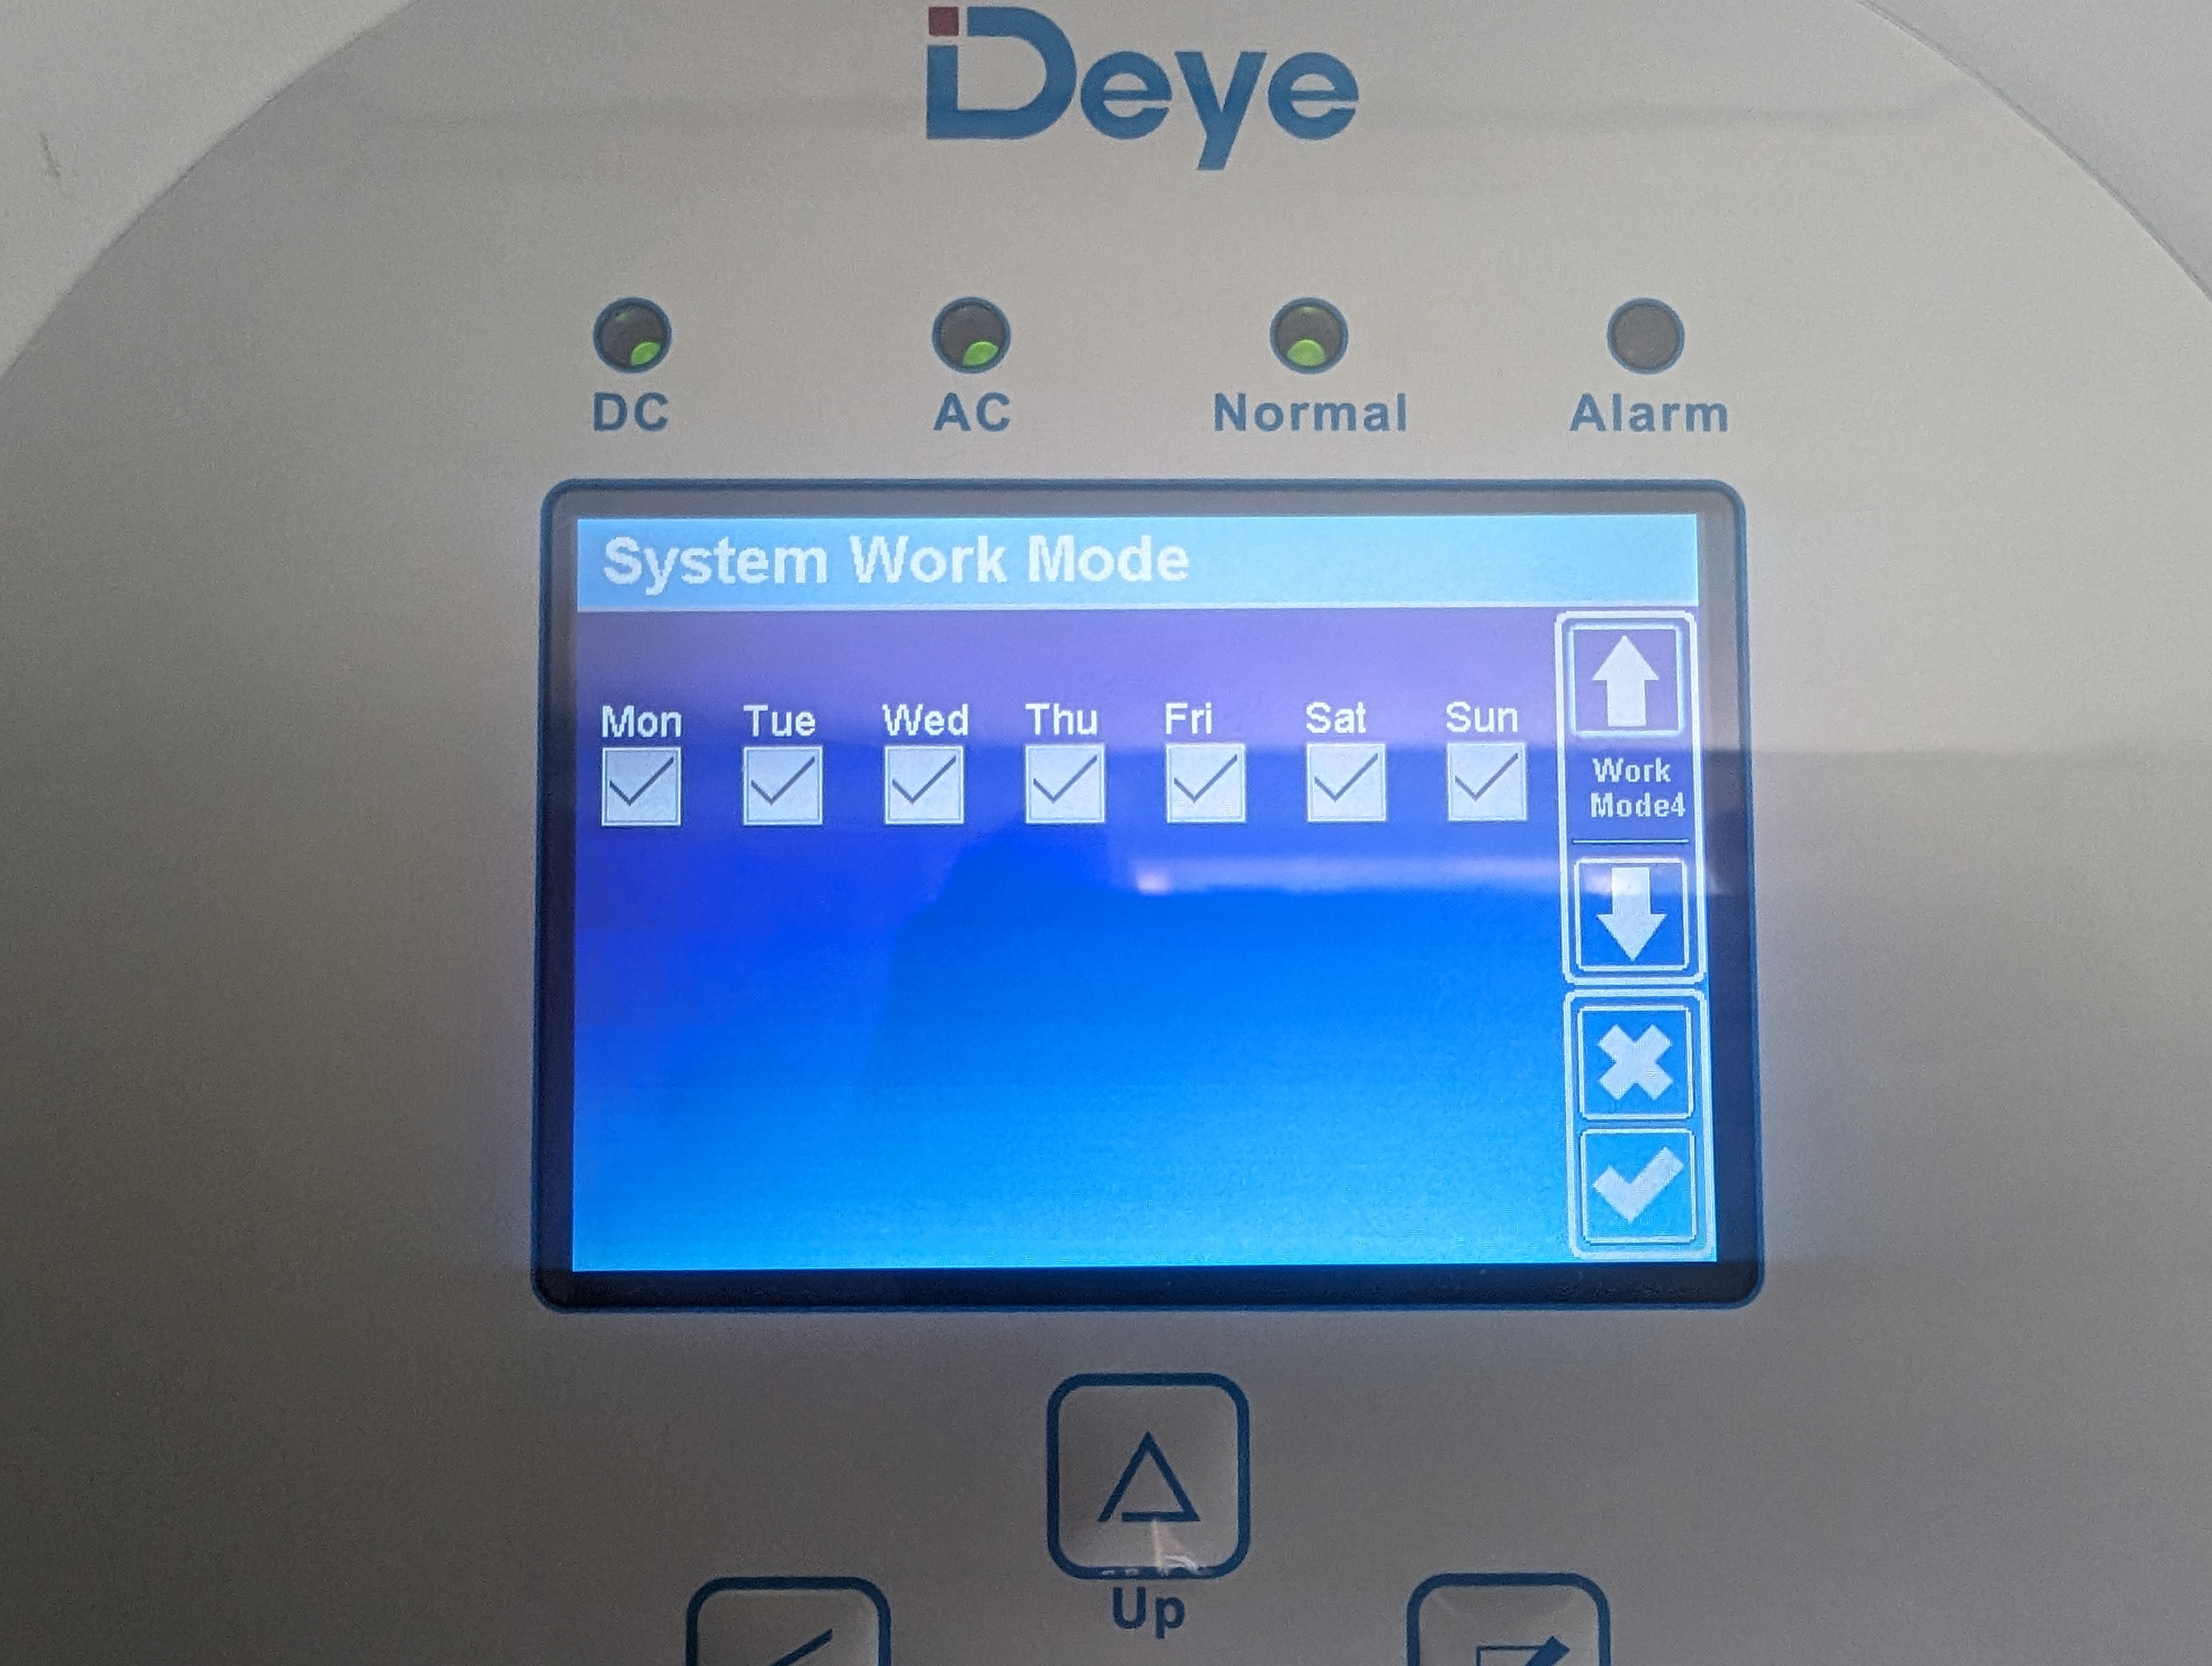 Deye
DC AC Normal Alarm
System Work Mode
Mon Tue Wed Thu Fri Sat Sun
Work
Mode4
Up